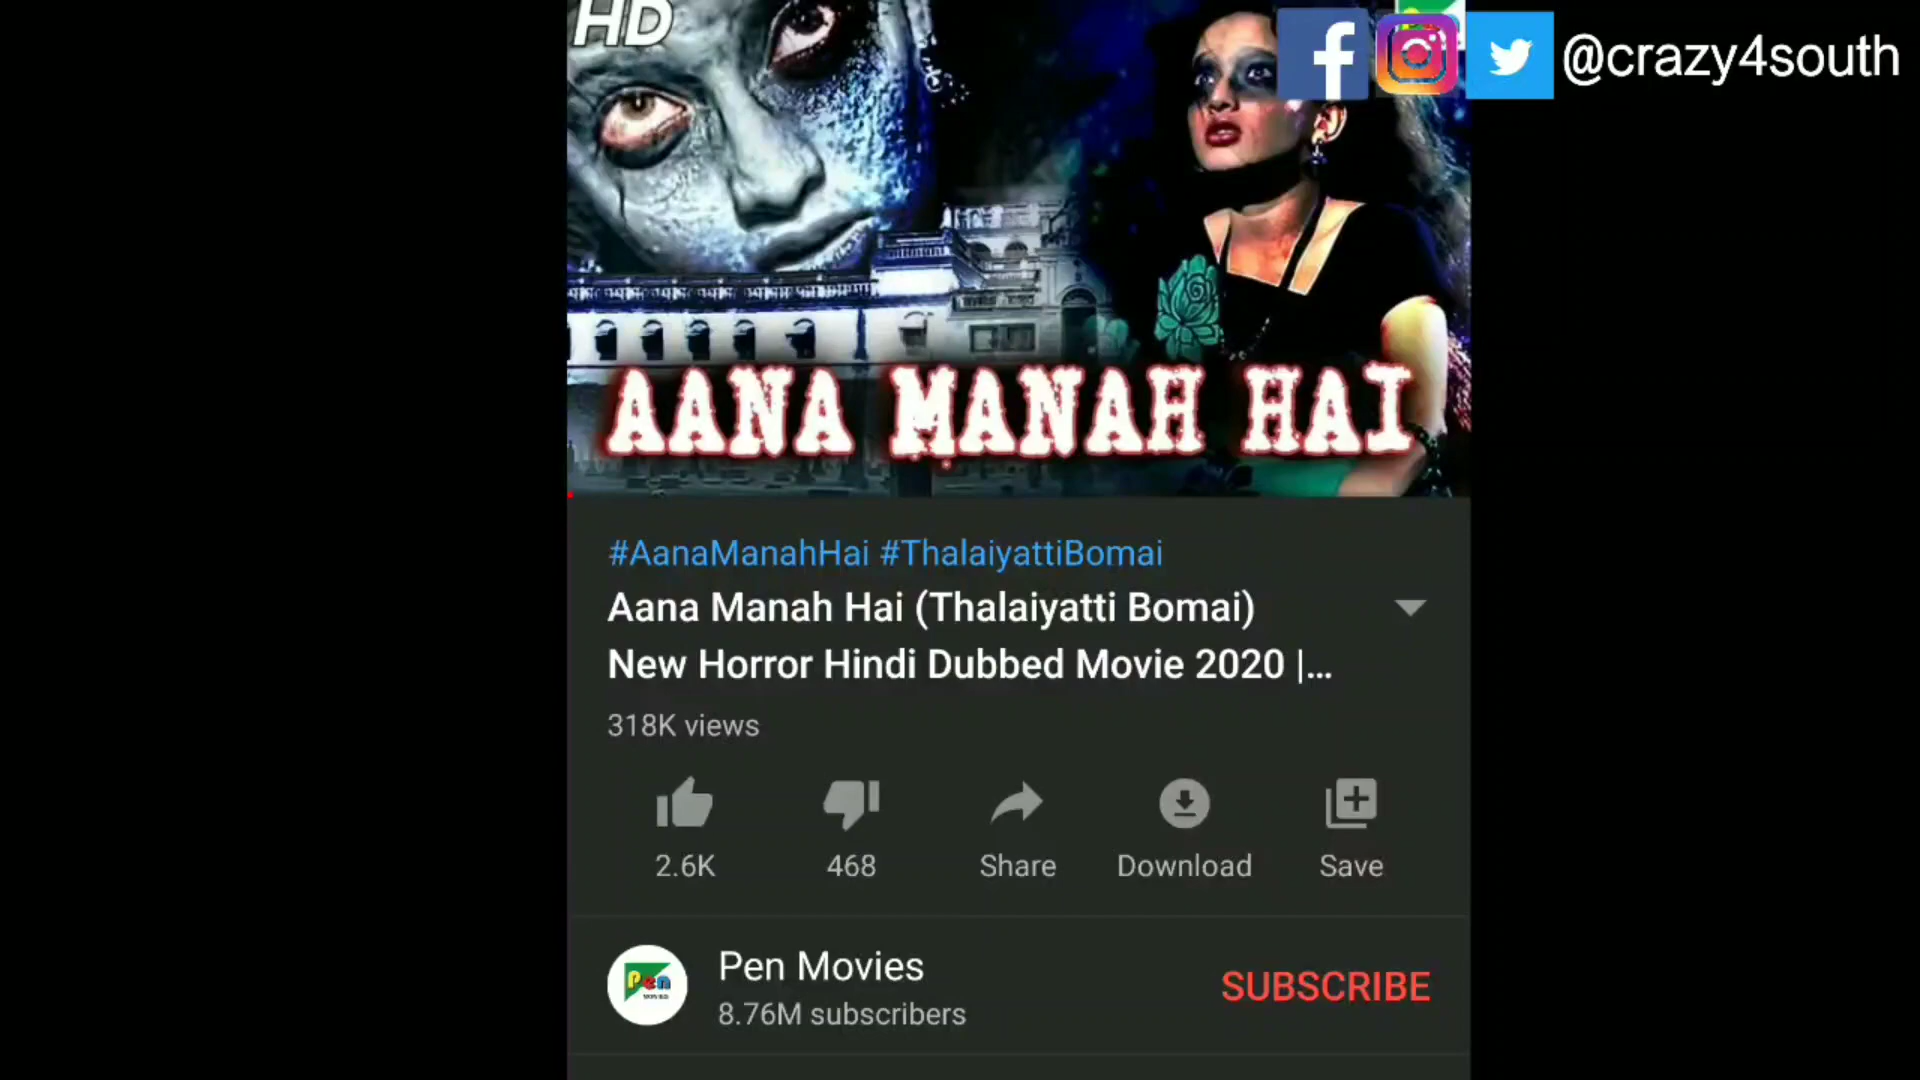 HD
@crazy4south
AANA MANAH HAI
#AanaManahHai #ThalaiyattiBomai
Aana Manah Hai (Thalaiyatti Bomai)
New Horror Hindi Dubbed Movie 2020 |...
318K views
2.6K
468
Share
Download
Save
Pen
Pen Movies
8.76M subscribers
SUBSCRIBE